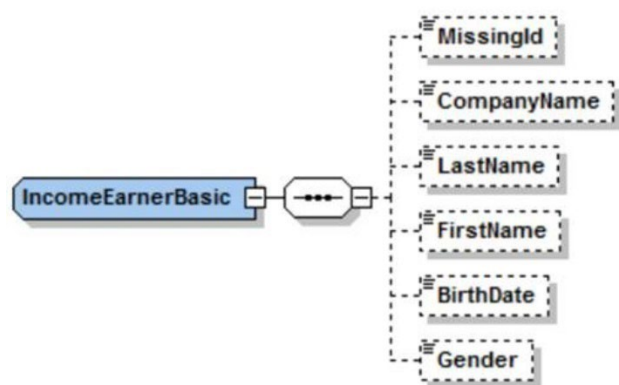 MissingId
CompanyName
LastName
IncomeEarnerBasic
FirstName
BirthDate
Gender